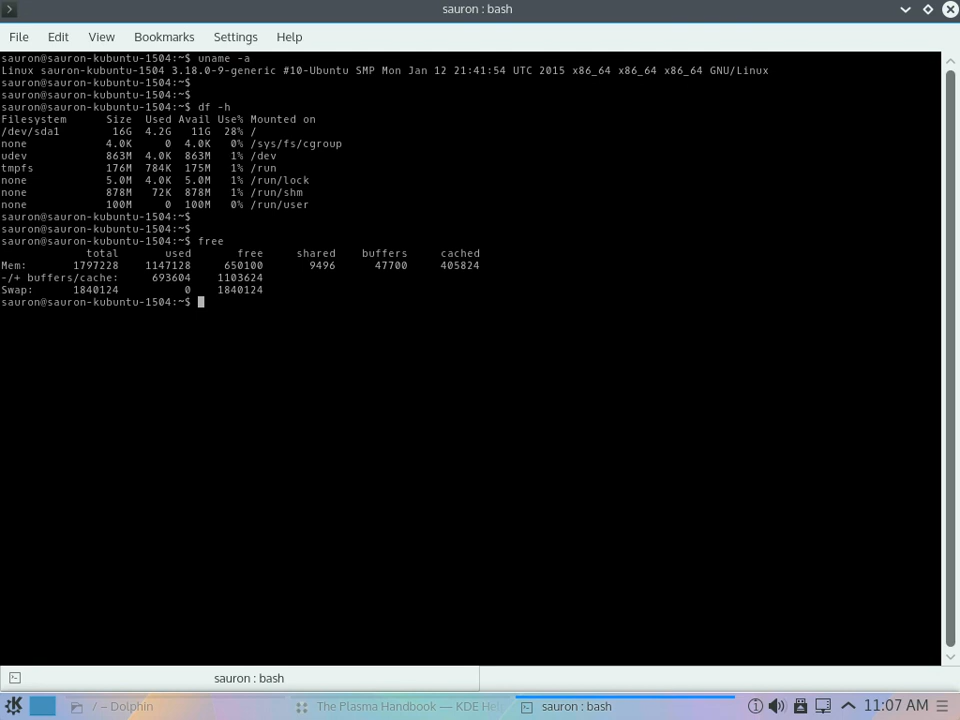 sauron : bash
File Edit View Bookmarks Settings Help
sauron@sauron-kubuntu-1504:~$ uname -a
Linux sauron-kubuntu-1504 3.18.0-9-generic #10-Ubuntu SMP Mon Jan 12 21:41:54 UTC 2015 x86_64 x86_64 x86_64 GNU/Linux
sauron@sauron-kubuntu-1504:~$
sauron@sauron-kubuntu-1504:~$
sauron@sauron-kubuntu-1504:~$ df -h
Filesystem Size Used Avail Use% Mounted on
/dev/sda1 16G 4.2G 11G 28% /
none 4.0K 0 4.0K 0% /sys/fs/cgroup
udev 863M 4.0K 863M 1% /dev
tmpfs 176M 784K 175M 1% /run
none 5.0M 4.0K 5.0M 1% /run/lock
none 878M 72K 878M 1% /run/shm
none 100M 0 100M 0% /run/user
sauron@sauron-kubuntu-1504:~$
sauron@sauron-kubuntu-1504:~$
sauron@sauron-kubuntu-1504:~$ free
total used free shared buffers cached
Mem: 1797228 1147128 650100 9496 47700 405824
-/+ buffers/cache: 693604 1103624
Swap: 1840124 0 1840124
sauron@sauron-kubuntu-1504:~$
sauron : bash
/ – Dolphin The Plasma Handbook — KDE Hel sauron : bash 11:07 AM